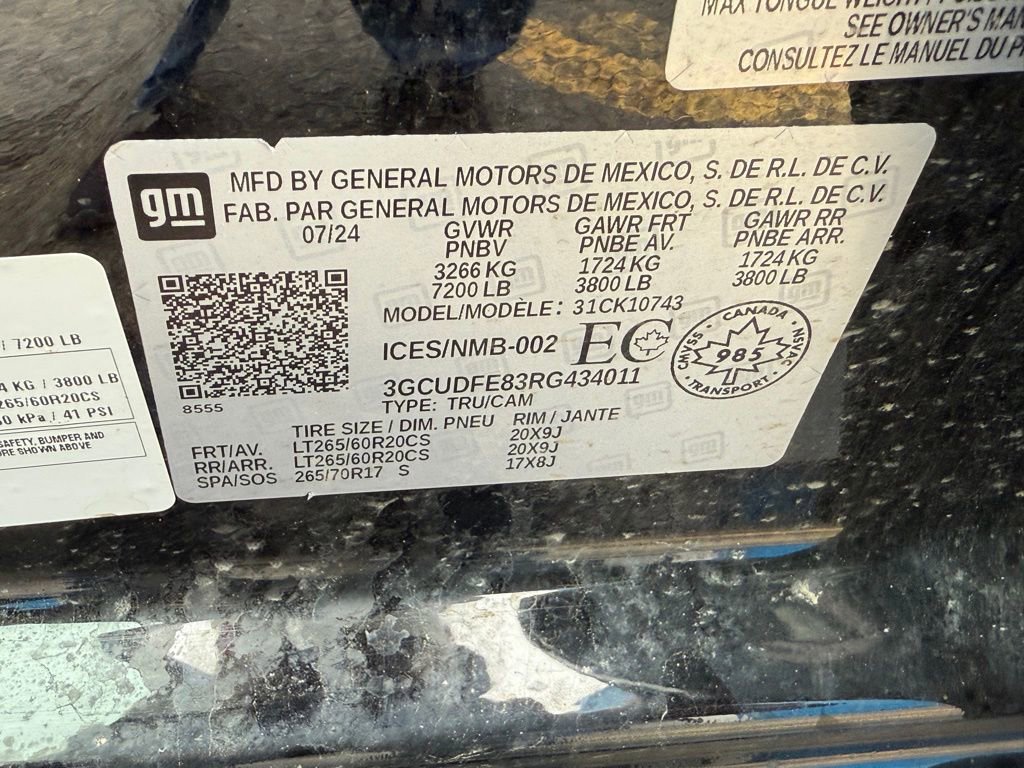 MAX TONGUE WEIGHT / POIDS
SEE OWNER'S MAN
CONSULTEZ LE MANUEL DU P
gm
MFD BY GENERAL MOTORS DE MEXICO, S. DE R.L. DE C.V.
FAB. PAR GENERAL MOTORS DE MEXICO, S. DE R.L. DE C.V.
07/24 GVWR GAWR FRT GAWR RR
PNBV PNBE AV. PNBE ARR.
3266 KG 1724 KG 1724 KG
7200 LB 3800 LB 3800 LB
MODEL/MODÈLE: 31CK10743
ICES/NMB-002 EC
CANADA NSVAC TRANSPORT CMVSS 985
3GCUDFE83RG434011
8555
TYPE: TRU/CAM
TIRE SIZE / DIM. PNEU RIM / JANTE
FRT/AV. LT265/60R20CS 20X9J
RR/ARR. LT265/60R20CS 20X9J
SPA/SOS 265/70R17 S 17X8J
/ 7200 LB
KG / 3800 LB
265/60R20CS
kPa / 41 PSI
SAFETY, BUMPER AND
SHOWN ABOVE